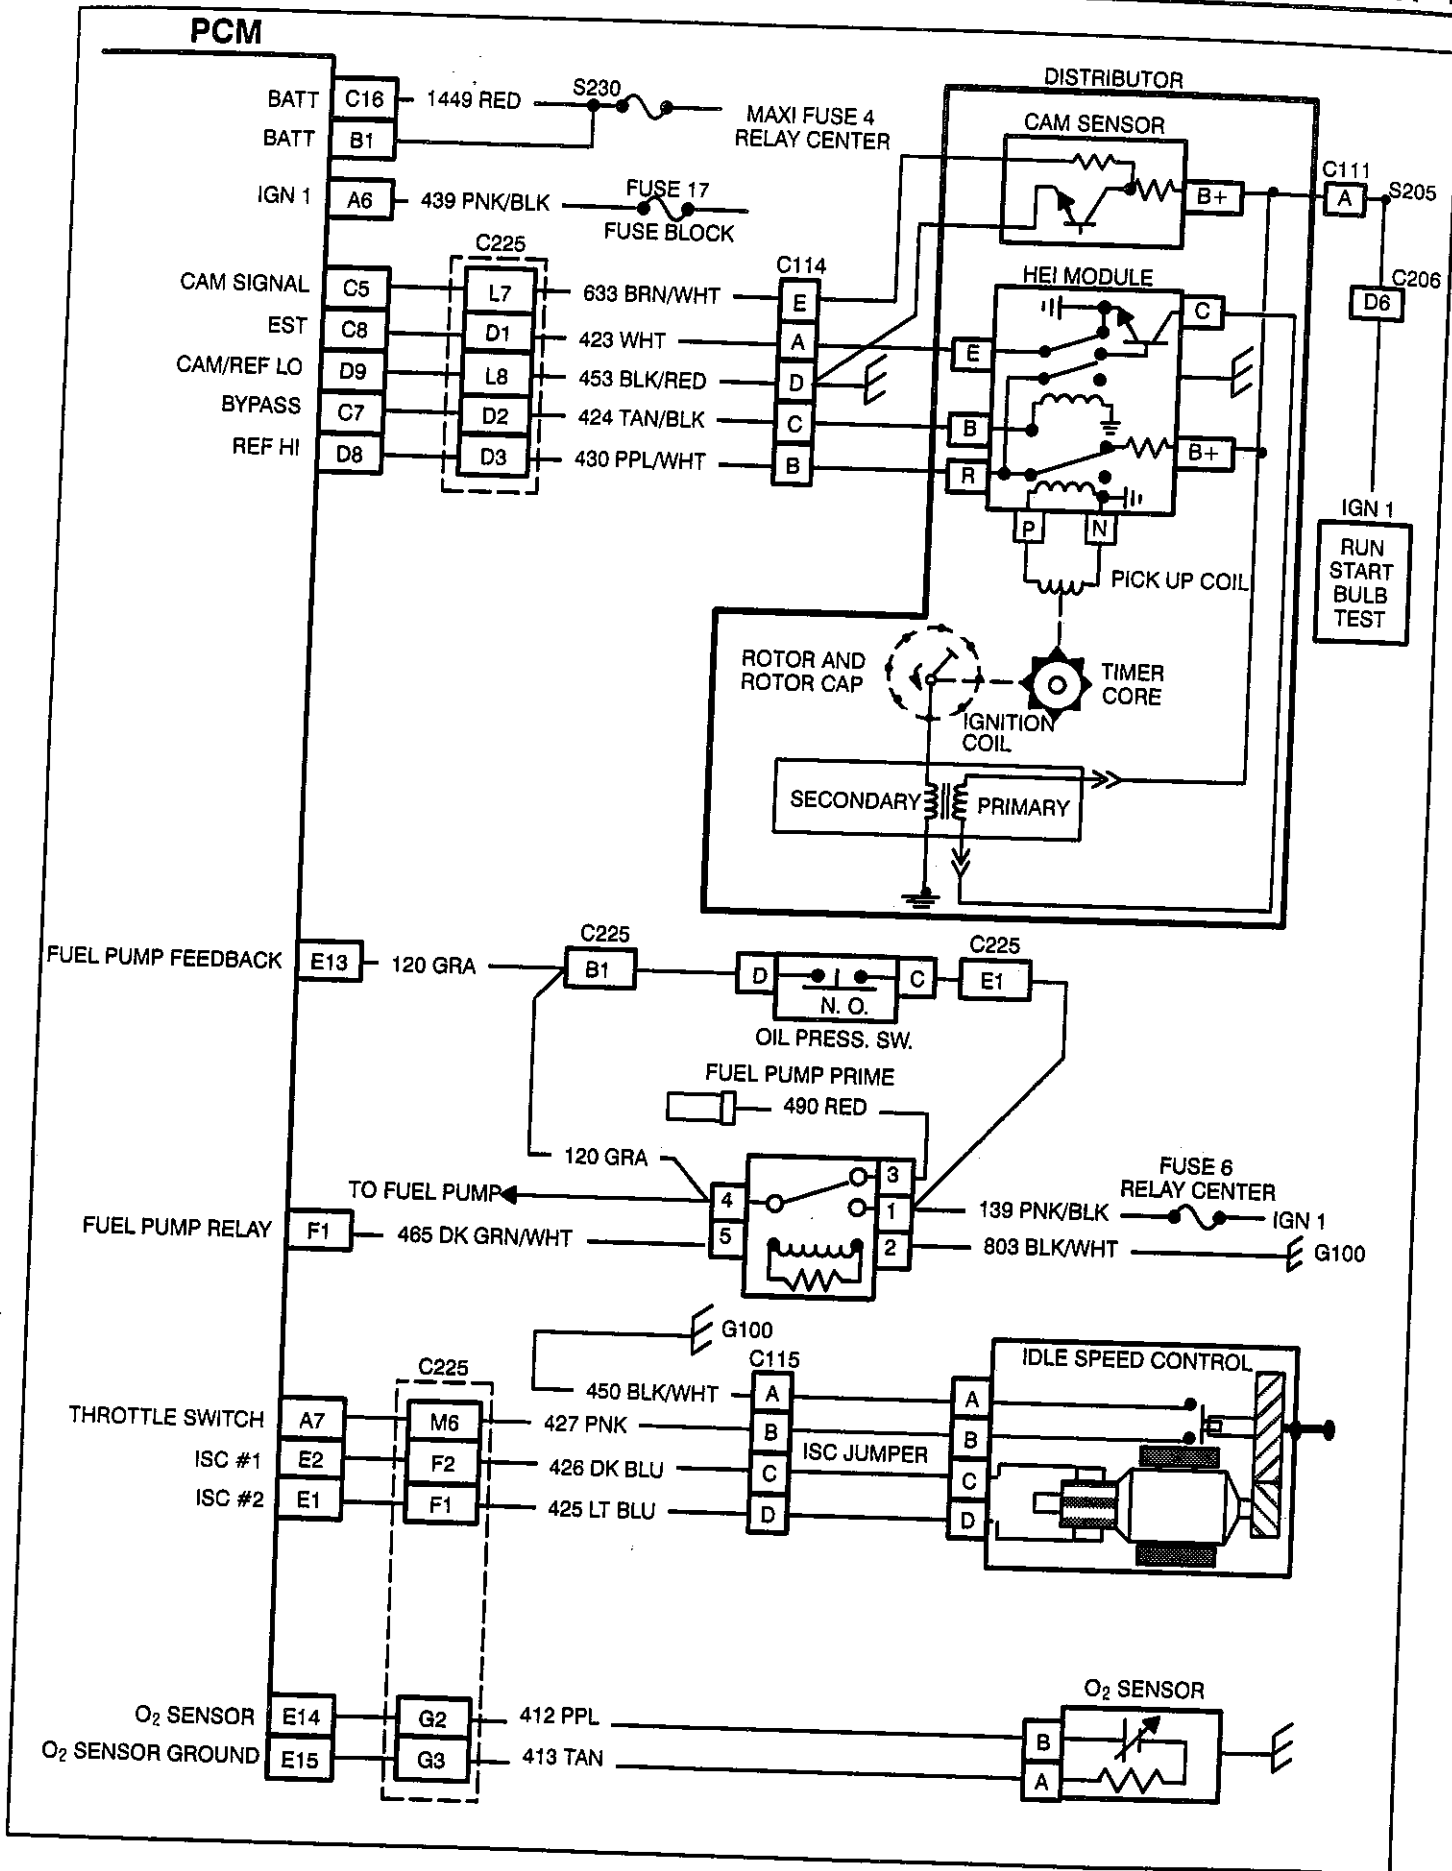 PCM
DISTRIBUTOR
BATT C16 1449 RED S230
MAXI FUSE 4
RELAY CENTER
BATT B1
CAM SENSOR
B+
C111
A
S205
IGN 1 A6 439 PNK/BLK
FUSE 17
FUSE BLOCK
C206
D6
IGN 1
RUN
START
BULB
TEST
C225
C114
HEI MODULE
CAM SIGNAL C5 L7 633 BRN/WHT E
C
EST C8 D1 423 WHT A E
CAM/REF LO D9 L8 453 BLK/RED D
BYPASS C7 D2 424 TAN/BLK C B
REF HI D8 D3 430 PPL/WHT B R
B+
P N
PICK UP COIL
ROTOR AND
ROTOR CAP
TIMER
CORE
IGNITION
COIL
SECONDARY PRIMARY
FUEL PUMP FEEDBACK E13 120 GRA
C225
B1
D C
N. O.
OIL PRESS. SW.
C225
E1
FUEL PUMP PRIME
490 RED
120 GRA
TO FUEL PUMP
4 3
5 1
2
FUSE 6
RELAY CENTER
139 PNK/BLK IGN 1
FUEL PUMP RELAY F1 465 DK GRN/WHT
803 BLK/WHT G100
G100
C225
C115
IDLE SPEED CONTROL
450 BLK/WHT A A
THROTTLE SWITCH A7 M6 427 PNK B B
ISC JUMPER
ISC #1 E2 F2 426 DK BLU C C
ISC #2 E1 F1 425 LT BLU D D
O2 SENSOR
O2 SENSOR E14 G2 412 PPL B
O2 SENSOR GROUND E15 G3 413 TAN A